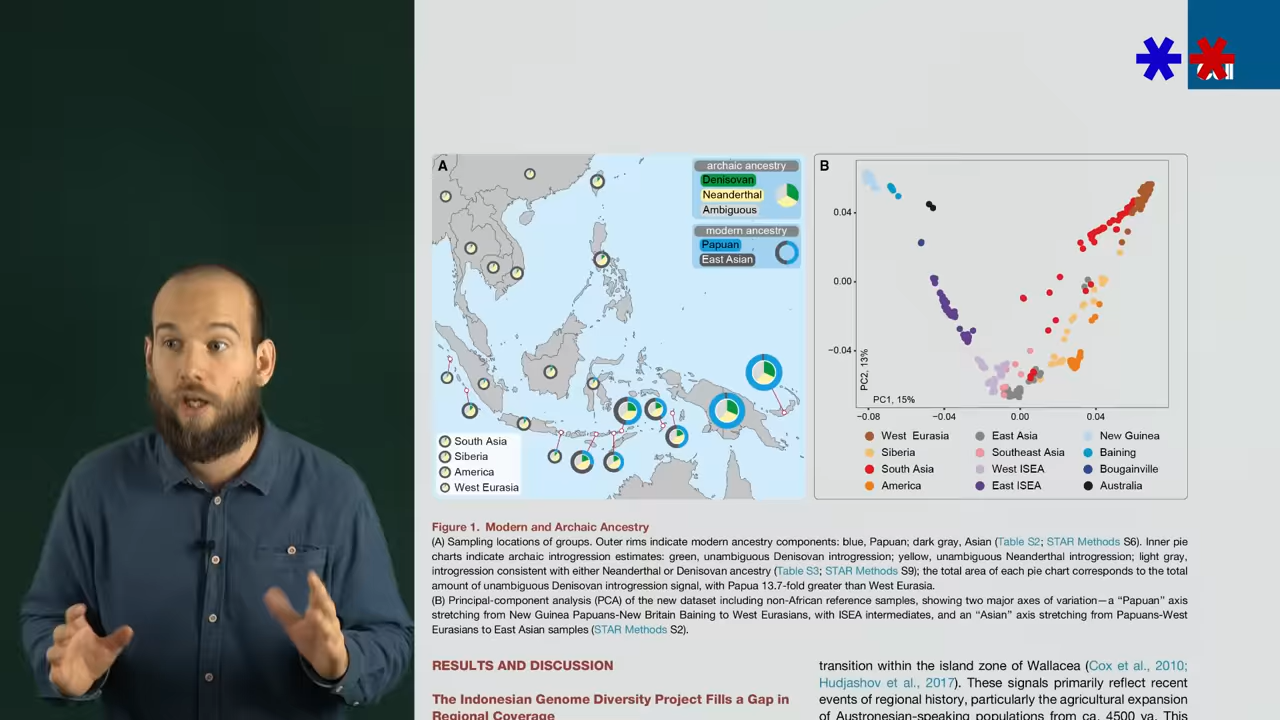 A
archaic ancestry
Denisovan
Neanderthal
Ambiguous
modern ancestry
Papuan
East Asian
South Asia
Siberia
America
West Eurasia
B
0.04
0.00
−0.04
PC2, 13%
PC1, 15%
−0.08
−0.04
0.00
0.04
West Eurasia
East Asia
New Guinea
Siberia
Southeast Asia
Baining
South Asia
West ISEA
Bougainville
America
East ISEA
Australia
Figure 1. Modern and Archaic Ancestry
(A) Sampling locations of groups. Outer rims indicate modern ancestry components: blue, Papuan; dark gray, Asian (Table S2; STAR Methods S6). Inner pie
charts indicate archaic introgression estimates: green, unambiguous Denisovan introgression; yellow, unambiguous Neanderthal introgression; light gray,
introgression consistent with either Neanderthal or Denisovan ancestry (Table S3; STAR Methods S9); the total area of each pie chart corresponds to the total
amount of unambiguous Denisovan introgression signal, with Papua 13.7-fold greater than West Eurasia.
(B) Principal-component analysis (PCA) of the new dataset including non-African reference samples, showing two major axes of variation—a “Papuan” axis
stretching from New Guinea Papuans-New Britain Baining to West Eurasians, with ISEA intermediates, and an “Asian” axis stretching from Papuans-West
Eurasians to East Asian samples (STAR Methods S2).
RESULTS AND DISCUSSION
The Indonesian Genome Diversity Project Fills a Gap in
Regional Coverage
transition within the island zone of Wallacea (Cox et al., 2010;
Hudjashov et al., 2017). These signals primarily reflect recent
events of regional history, particularly the agricultural expansion
of Austronesian-speaking populations from ca. 4500 ya. This